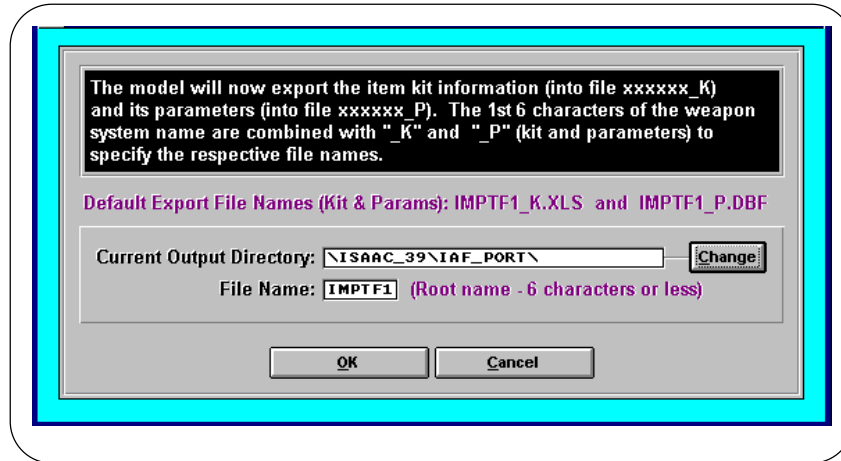 The model will now export the item kit information (into file xxxxxx_K)
and its parameters (into file xxxxxx_P). The 1st 6 characters of the weapon
system name are combined with "_K" and "_P" (kit and parameters) to
specify the respective file names.
Default Export File Names (Kit & Params): IMPTF1_K.XLS and IMPTF1_P.DBF
Current Output Directory: \ISAAC_39\IAF_PORT\ Change
File Name: IMPTF1 (Root name - 6 characters or less)
OK Cancel